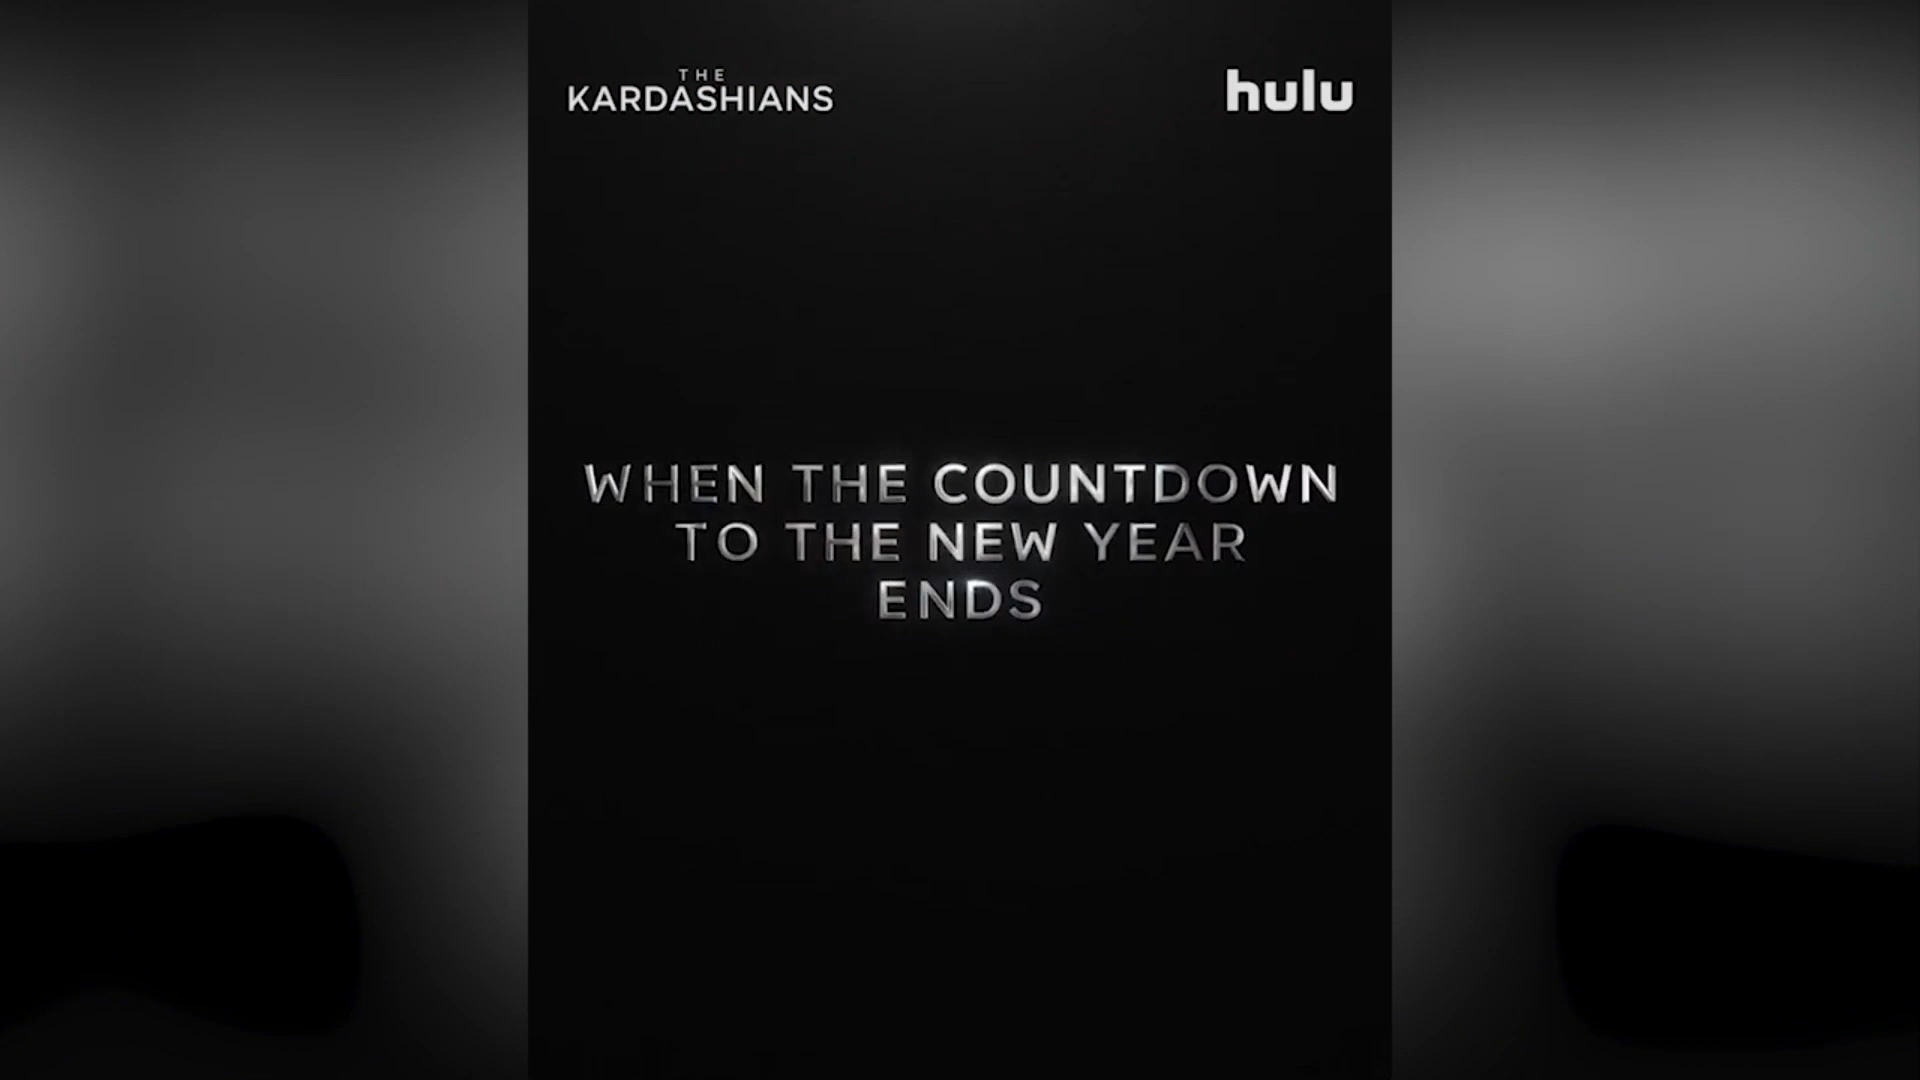 THE
KARDASHIANS
hulu
WHEN THE COUNTDOWN
TO THE NEW YEAR
ENDS